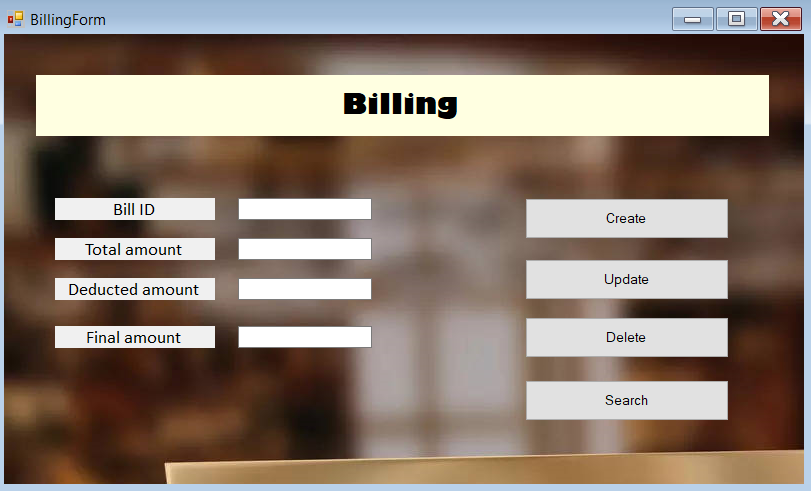 BillingForm
Billing
Bill ID
Total amount
Deducted amount
Final amount
Create
Update
Delete
Search